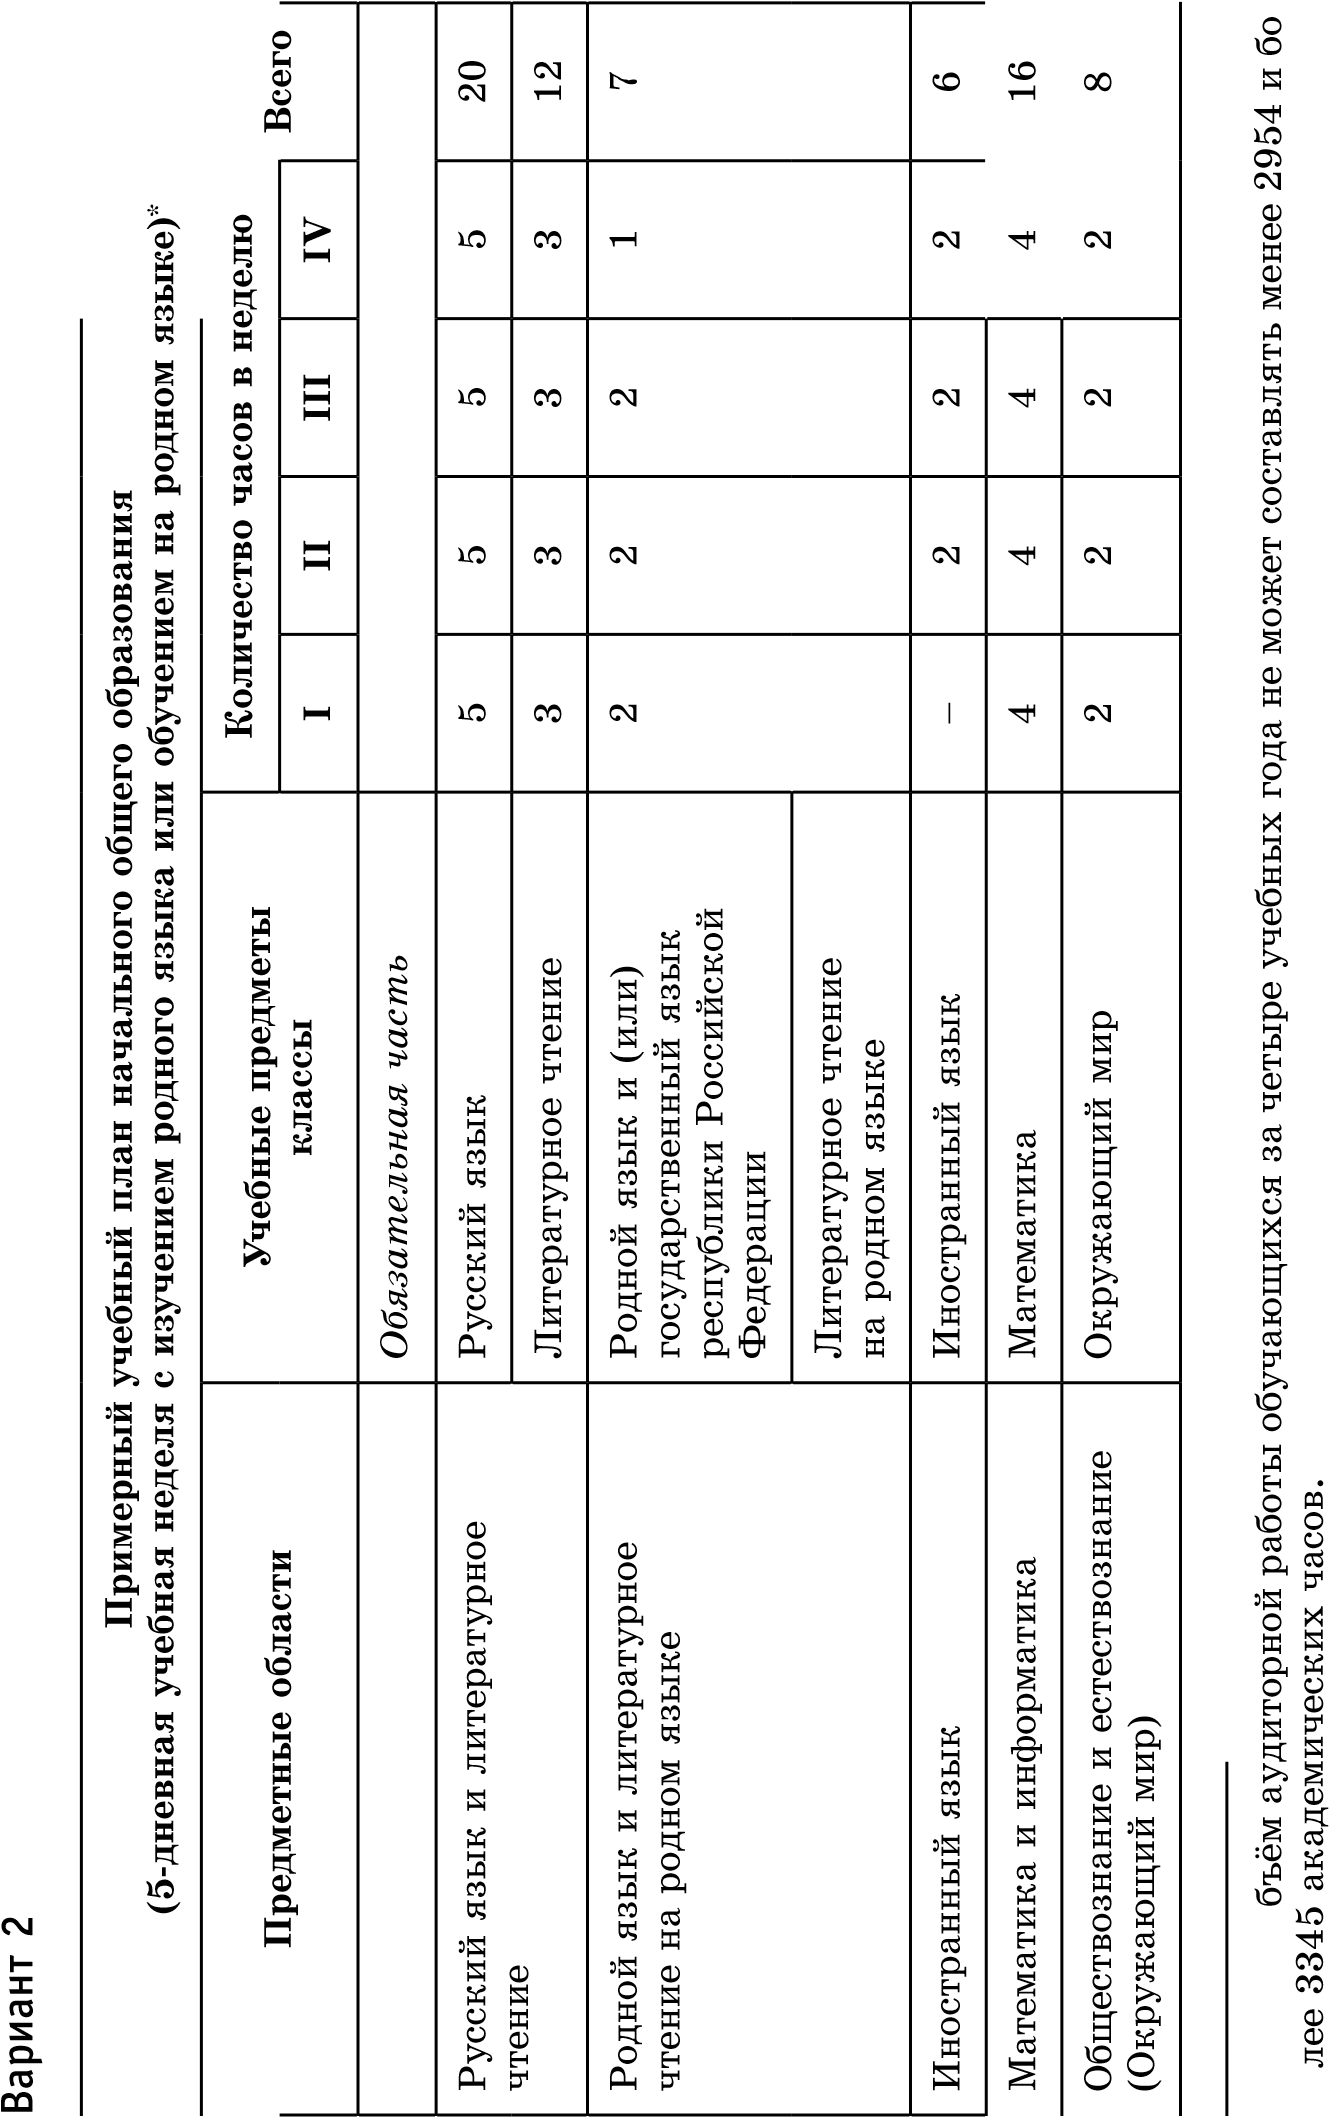 Вариант 2
Примерный учебный план начального общего образования
(5-дневная учебная неделя с изучением родного языка или обучением на родном языке)*
Предметные области
Учебные предметы
классы
Количество часов в неделю
Всего
I II III IV
Обязательная часть
Русский язык и литературное
чтение
Русский язык 5 5 5 5 20
Литературное чтение 3 3 3 3 12
Родной язык и литературное
чтение на родном языке
Родной язык и (или) 2 2 2 1 7
государственный язык
республики Российской
Федерации
Литературное чтение
на родном языке
Иностранный язык Иностранный язык – 2 2 2 6
Математика и информатика Математика 4 4 4 4 16
Обществознание и естествознание Окружающий мир 2 2 2 2 8
(Окружающий мир)
бъём аудиторной работы обучающихся за четыре учебных года не может составлять менее 2954 и бо
лее 3345 академических часов.